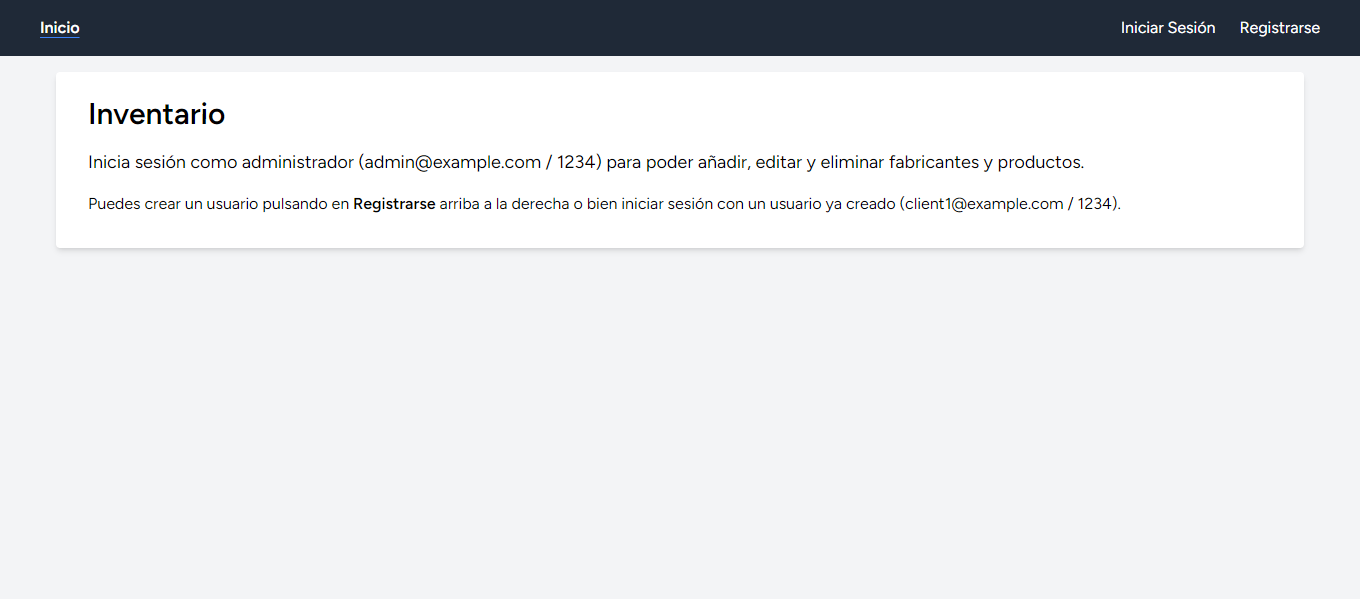 Inicio
Iniciar Sesión
Registrarse
Inventario
Inicia sesión como administrador (admin@example.com / 1234) para poder añadir, editar y eliminar fabricantes y productos.
Puedes crear un usuario pulsando en Registrarse arriba a la derecha o bien iniciar sesión con un usuario ya creado (client1@example.com / 1234).